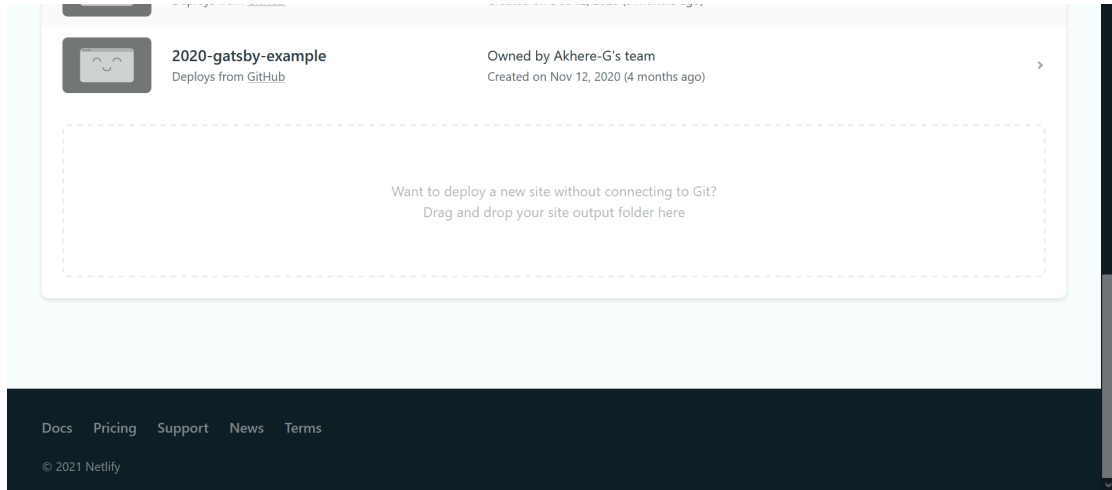 2020-gatsby-example
Deploys from GitHub
Owned by Akhere-G's team
Created on Nov 12, 2020 (4 months ago)
Want to deploy a new site without connecting to Git?
Drag and drop your site output folder here
Docs Pricing Support News Terms
© 2021 Netlify